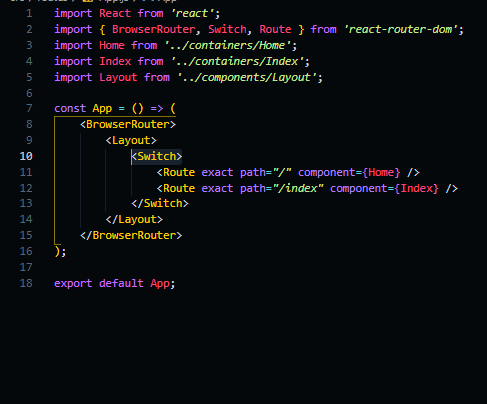 1 import React from 'react';
2 import { BrowserRouter, Switch, Route } from 'react-router-dom';
3 import Home from '../containers/Home';
4 import Index from '../containers/Index';
5 import Layout from '../components/Layout';
6
7 const App = () => (
8 <BrowserRouter>
9 <Layout>
10 <Switch>
11 <Route exact path="/" component={Home} />
12 <Route exact path="/index" component={Index} />
13 </Switch>
14 </Layout>
15 </BrowserRouter>
16 );
17
18 export default App;